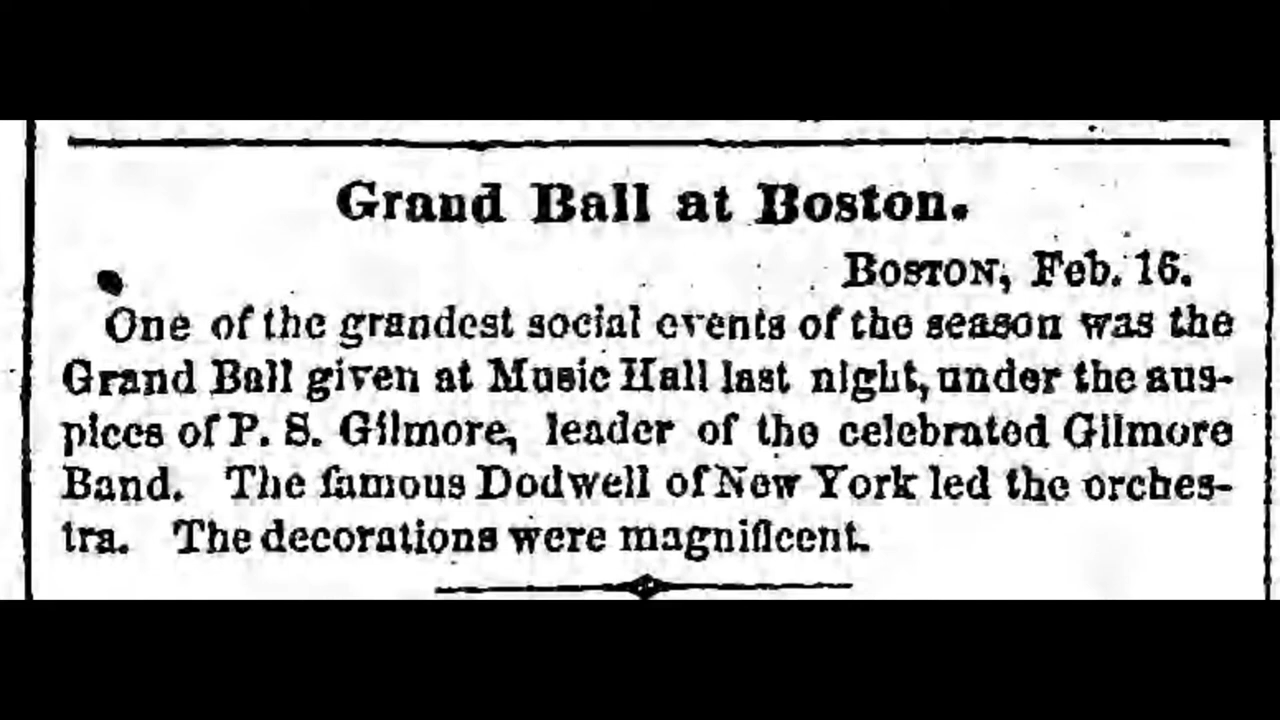 Grand Ball at Boston.
BOSTON, Feb. 16.
One of the grandest social events of the season was the
Grand Ball given at Music Hall last night, under the aus-
pices of P. S. Gilmore, leader of the celebrated Gilmore
Band. The famous Dodwell of New York led the orches-
tra. The decorations were magnificent.